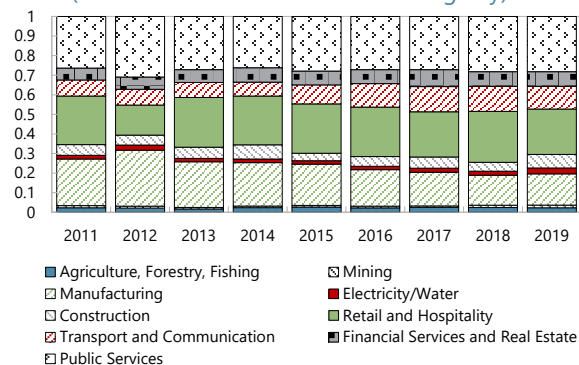 1
0.9
0.8
0.7
0.6
0.5
0.4
0.3
0.2
0.1
0
2011 2012 2013 2014 2015 2016 2017 2018 2019
Agriculture, Forestry, Fishing Mining
Manufacturing Electricity/Water
Construction Retail and Hospitality
Transport and Communication Financial Services and Real Estate
Public Services